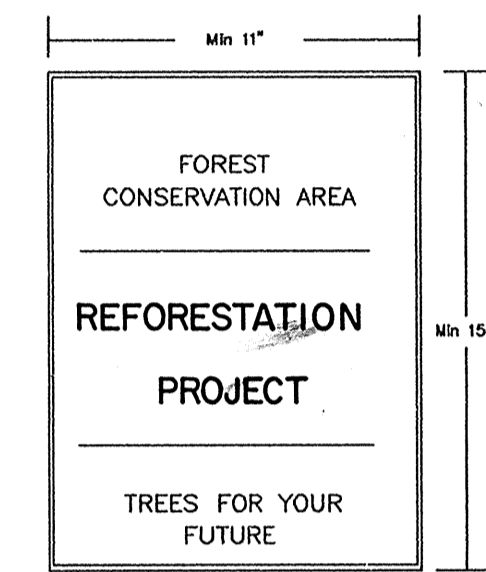 Min 11"
FOREST
CONSERVATION AREA
REFORESTATION
Min 15
PROJECT
TREES FOR YOUR
FUTURE